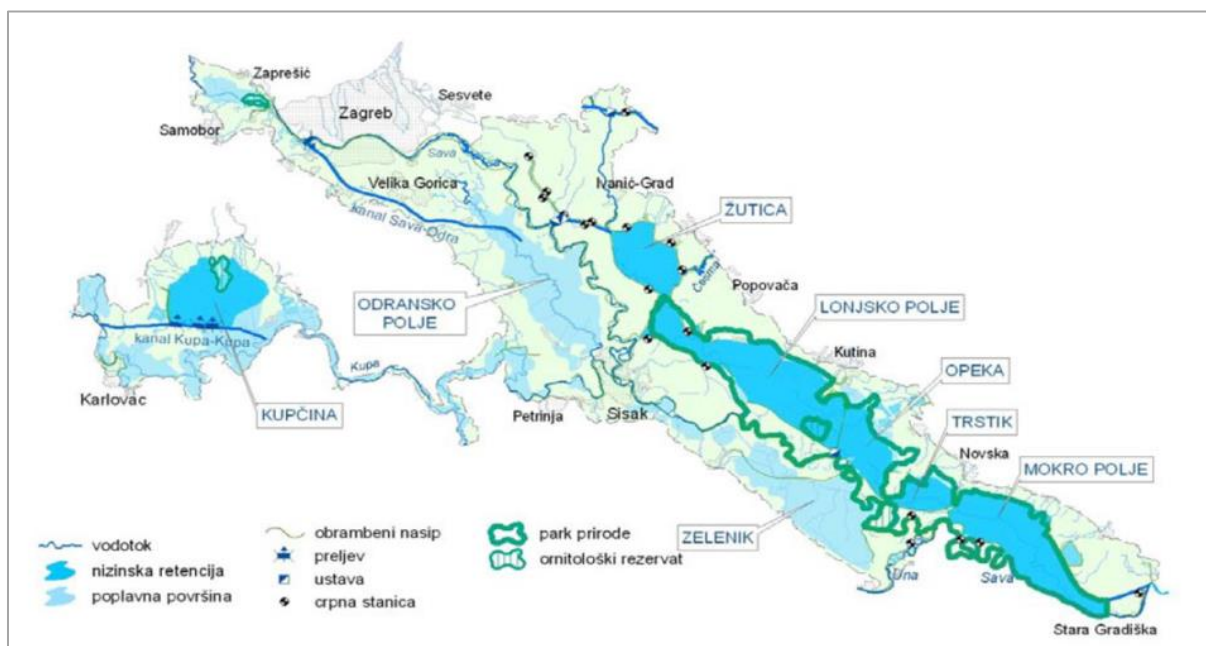 Zaprešić
Sesvete
Zagreb
Samobor
Sava
Ivanić-Grad
Velika Gorica
ŽUTICA
kanal Sava-Odra
Česma
Popovača
ODRANSKO
POLJE
LONJSKO POLJE
kanal Kupa-Kupa
Kutina
Kupa
OPEKA
Karlovac
KUPČINA
Petrinja
Sisak
TRSTIK
Novska
MOKRO POLJE
ZELENIK
Una
Sava
Stara Gradiška
vodotok
nizinska retencija
poplavna površina
obrambeni nasip
preljev
ustava
crpna stanica
park prirode
ornitološki rezervat